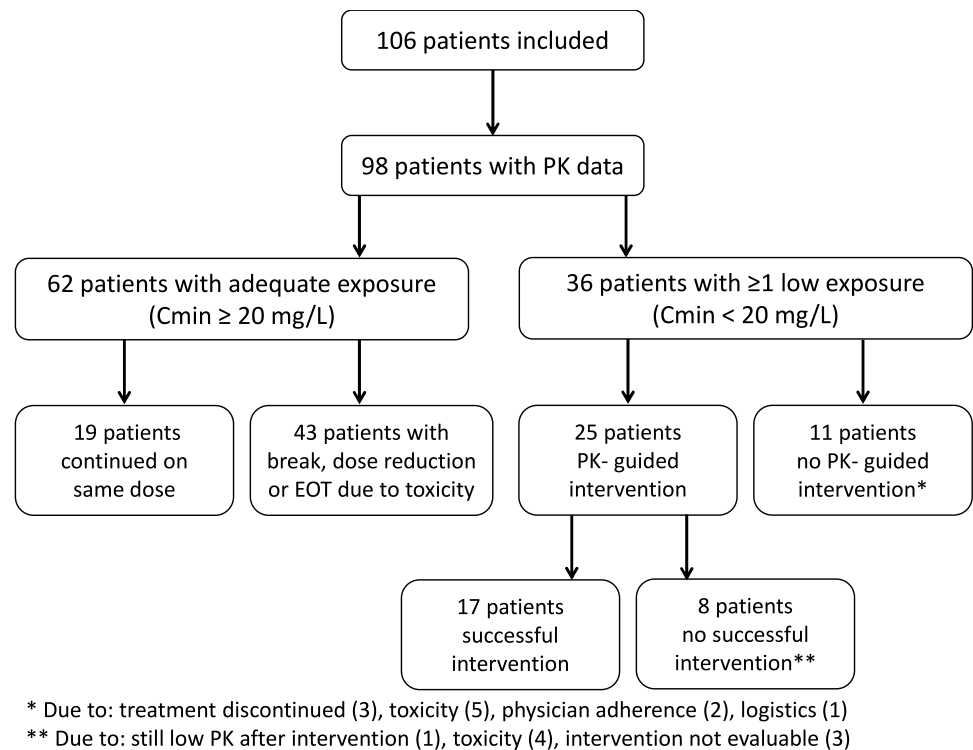 106 patients included
98 patients with PK data
62 patients with adequate exposure
(Cmin ≥ 20 mg/L)
36 patients with ≥1 low exposure
(Cmin < 20 mg/L)
19 patients
continued on
same dose
43 patients with
break, dose reduction
or EOT due to toxicity
25 patients
PK- guided
intervention
11 patients
no PK- guided
intervention*
17 patients
successful
intervention
8 patients
no successful
intervention**
* Due to: treatment discontinued (3), toxicity (5), physician adherence (2), logistics (1)
** Due to: still low PK after intervention (1), toxicity (4), intervention not evaluable (3)